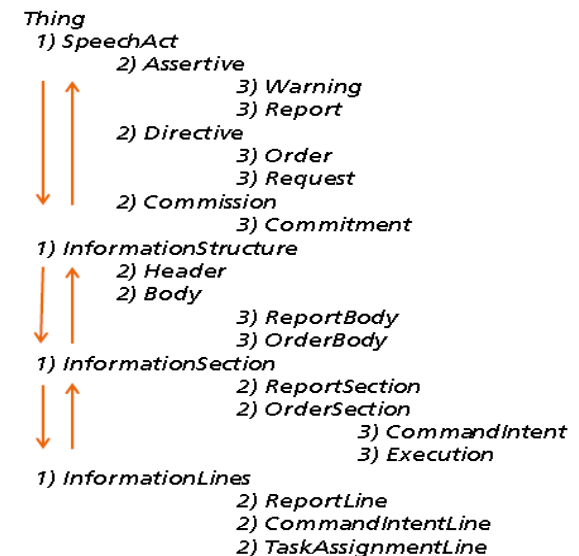 Thing
1) SpeechAct
2) Assertive
3) Warning
3) Report
2) Directive
3) Order
3) Request
2) Commission
3) Commitment
1) InformationStructure
2) Header
2) Body
3) ReportBody
3) OrderBody
1) InformationSection
2) ReportSection
2) OrderSection
3) CommandIntent
3) Execution
1) InformationLines
2) ReportLine
2) CommandIntentLine
2) TaskAssignmentLine